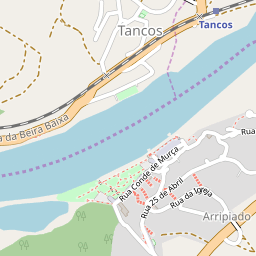 Tancos
Tancos
a da Beira Baixa
Rua
Rua Conde de Murça
Rua 25 de Abril
Rua da Igreja
Arripiado